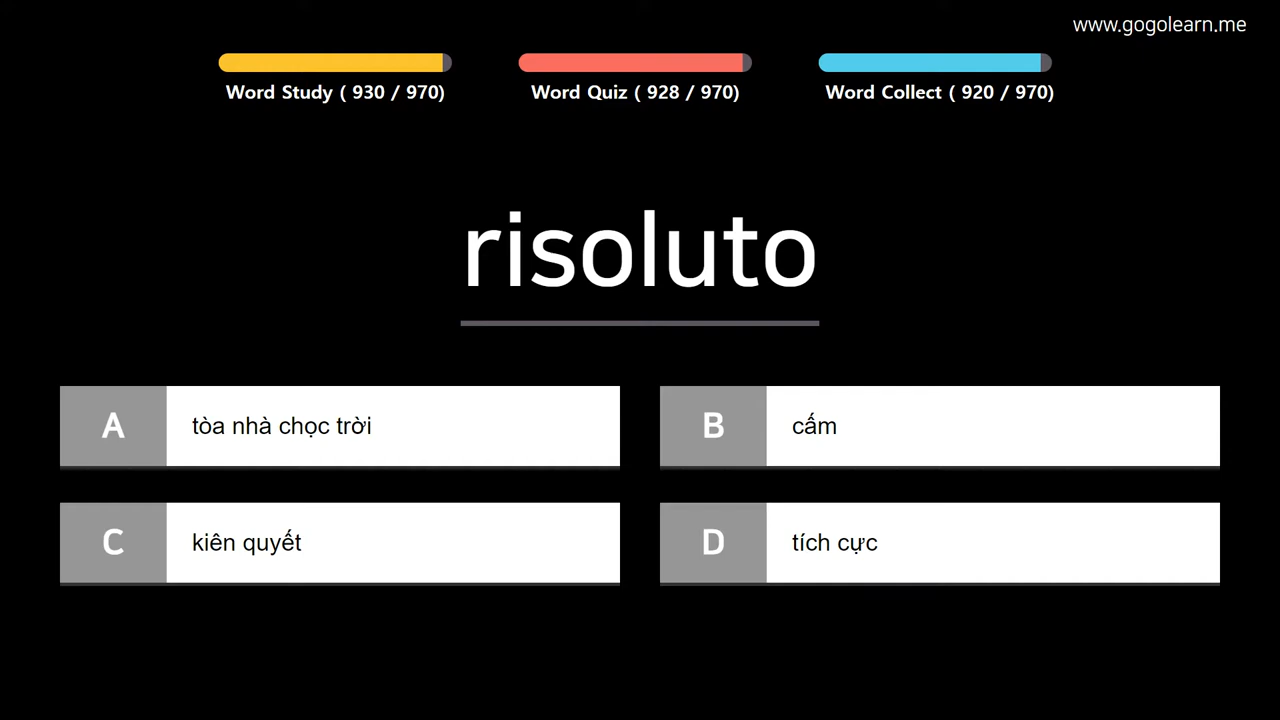 www.gogolearn.me
Word Study ( 930 / 970)
Word Quiz ( 928 / 970)
Word Collect ( 920 / 970)
risoluto
A tòa nhà chọc trời
B cấm
C kiên quyết
D tích cực